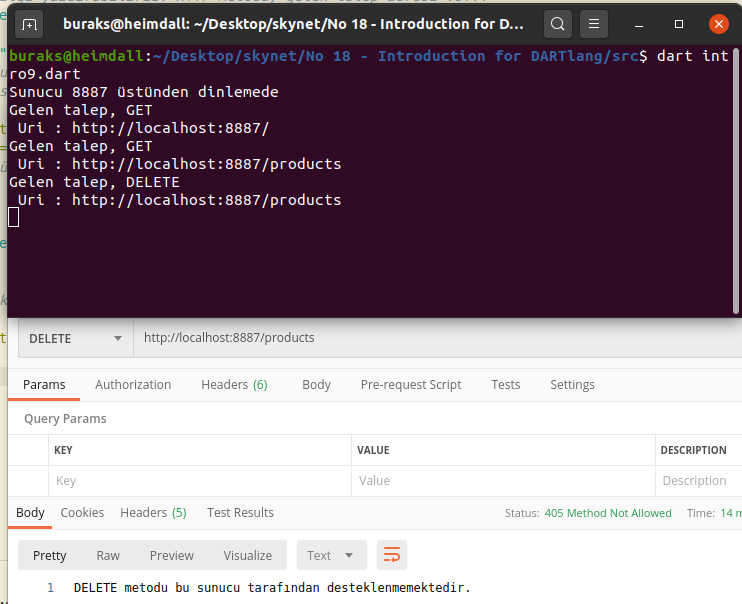 buraks@heimdall: ~/Desktop/skynet/No 18 - Introduction for D...
buraks@heimdall:~/Desktop/skynet/No 18 - Introduction for DARTlang/src$ dart int
ro9.dart
Sunucu 8887 üstünden dinlemede
Gelen talep, GET
Uri : http://localhost:8887/
Gelen talep, GET
Uri : http://localhost:8887/products
Gelen talep, DELETE
Uri : http://localhost:8887/products
DELETE http://localhost:8887/products
Params Authorization Headers (6) Body Pre-request Script Tests Settings
Query Params
KEY VALUE DESCRIPTION
Key Value Description
Body Cookies Headers (5) Test Results Status: 405 Method Not Allowed Time: 14 m
Pretty Raw Preview Visualize Text
1 DELETE metodu bu sunucu tarafından desteklenmemektedir.